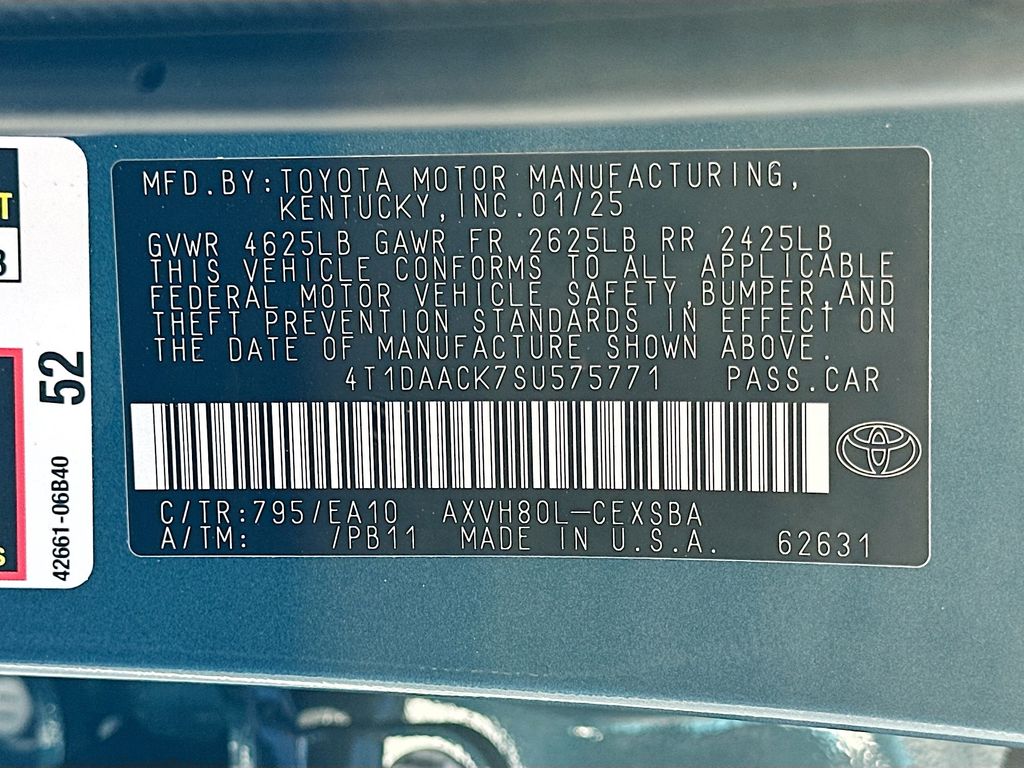 MFD.BY:TOYOTA MOTOR MANUFACTURING,
KENTUCKY,INC.01/25
GVWR 4625LB GAWR FR 2625LB RR 2425LB
THIS VEHICLE CONFORMS TO ALL APPLICABLE
FEDERAL MOTOR VEHICLE SAFETY,BUMPER,AND
THEFT PREVENTION STANDARDS IN EFFECT ON
THE DATE OF MANUFACTURE SHOWN ABOVE.
4T1DAACK7SU575771 PASS.CAR
C/TR:795/EA10 AXVH80L-CEXSBA
A/TM: /PB11 MADE IN U.S.A. 62631
52
42661-06B40